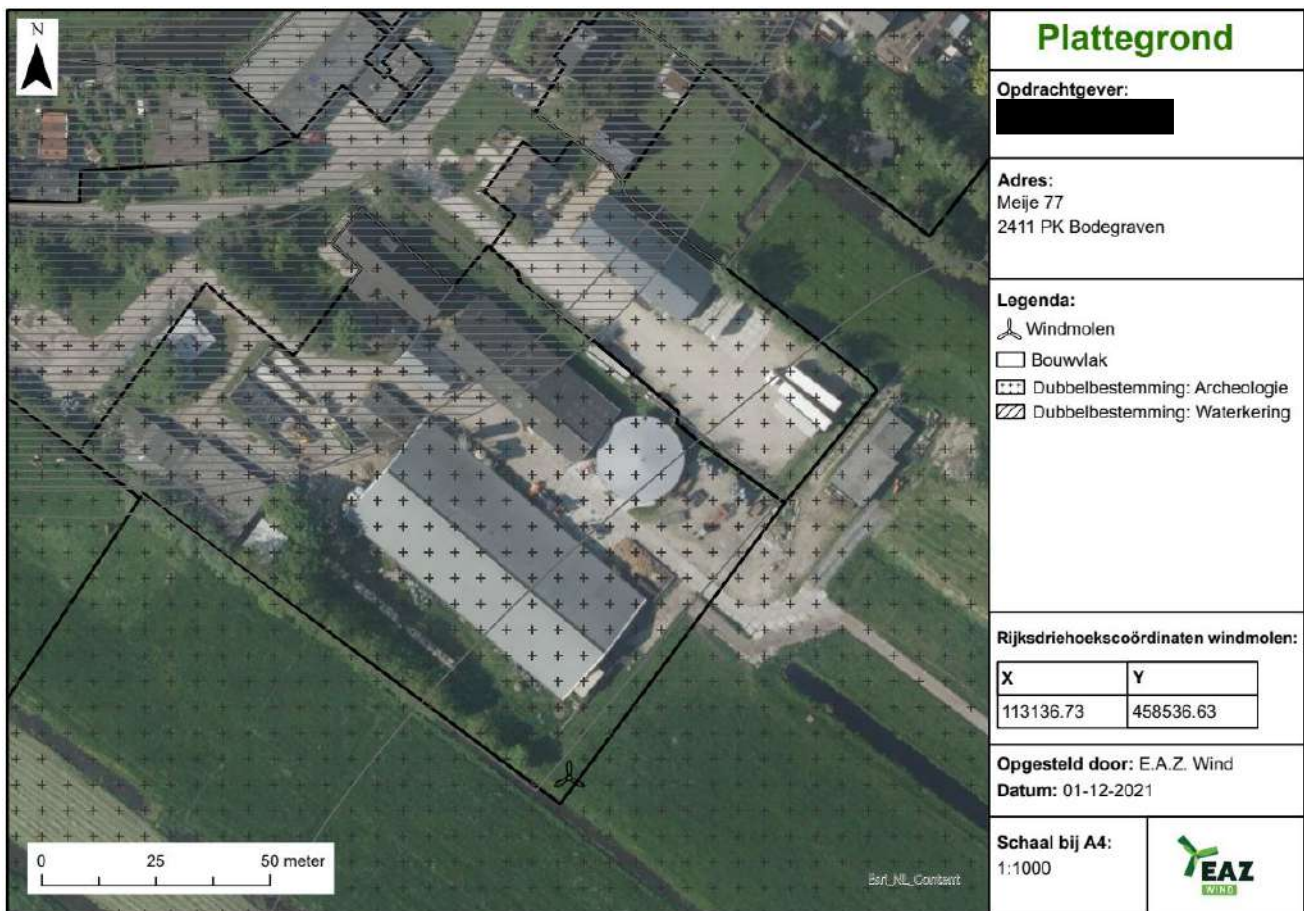 N
Plattegrond
Opdrachtgever:
Adres:
Meije 77
2411 PK Bodegraven
Legenda:
Windmolen
Bouwvlak
Dubbelbestemming: Archeologie
Dubbelbestemming: Waterkering
Rijksdriehoekscoördinaten windmolen:
X Y
113136.73 458536.63
Opgesteld door: E.A.Z. Wind
Datum: 01-12-2021
Schaal bij A4:
1:1000
EAZ
WIND
0 25 50 meter
Esri_NL_Content